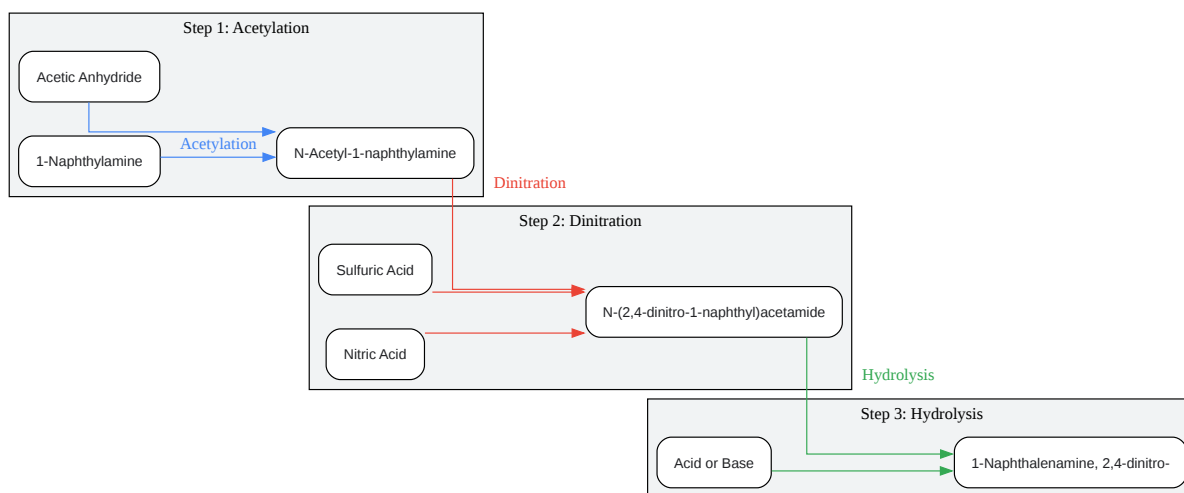 Step 1: Acetylation
Acetic Anhydride
1-Naphthylamine
Acetylation
N-Acetyl-1-naphthylamine
Dinitration
Step 2: Dinitration
Sulfuric Acid
Nitric Acid
N-(2,4-dinitro-1-naphthyl)acetamide
Hydrolysis
Step 3: Hydrolysis
Acid or Base
1-Naphthalenamine, 2,4-dinitro-